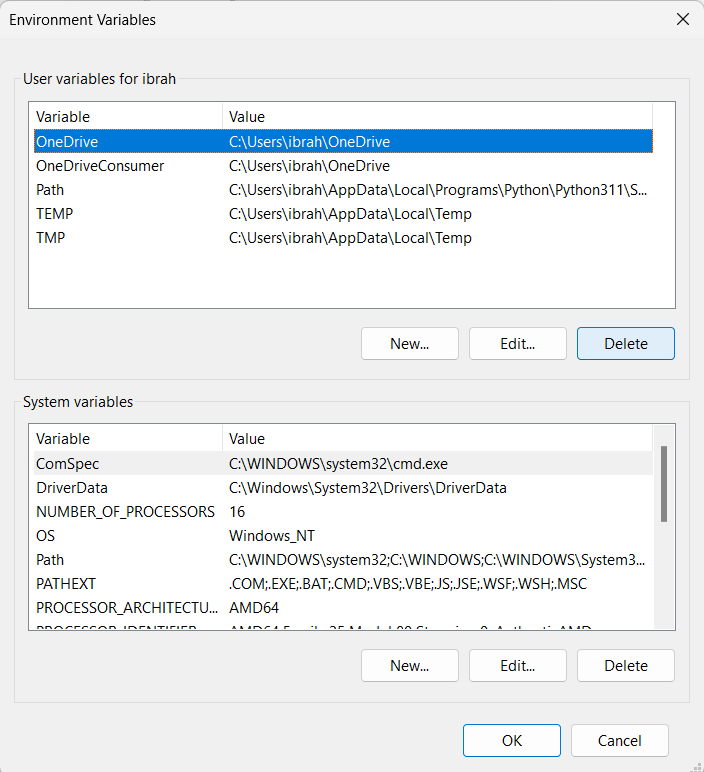 Environment Variables
User variables for ibrah
Variable Value
OneDrive C:\Users\ibrah\OneDrive
OneDriveConsumer C:\Users\ibrah\OneDrive
Path C:\Users\ibrah\AppData\Local\Programs\Python\Python311\S...
TEMP C:\Users\ibrah\AppData\Local\Temp
TMP C:\Users\ibrah\AppData\Local\Temp
New... Edit... Delete
System variables
Variable Value
ComSpec C:\WINDOWS\system32\cmd.exe
DriverData C:\Windows\System32\Drivers\DriverData
NUMBER_OF_PROCESSORS 16
OS Windows_NT
Path C:\WINDOWS\system32;C:\WINDOWS;C:\WINDOWS\System3...
PATHEXT .COM;.EXE;.BAT;.CMD;.VBS;.VBE;.JS;.JSE;.WSF;.WSH;.MSC
PROCESSOR_ARCHITECTU... AMD64
PROCESSOR_IDENTIFIER AMD64 Family
New... Edit... Delete
OK Cancel